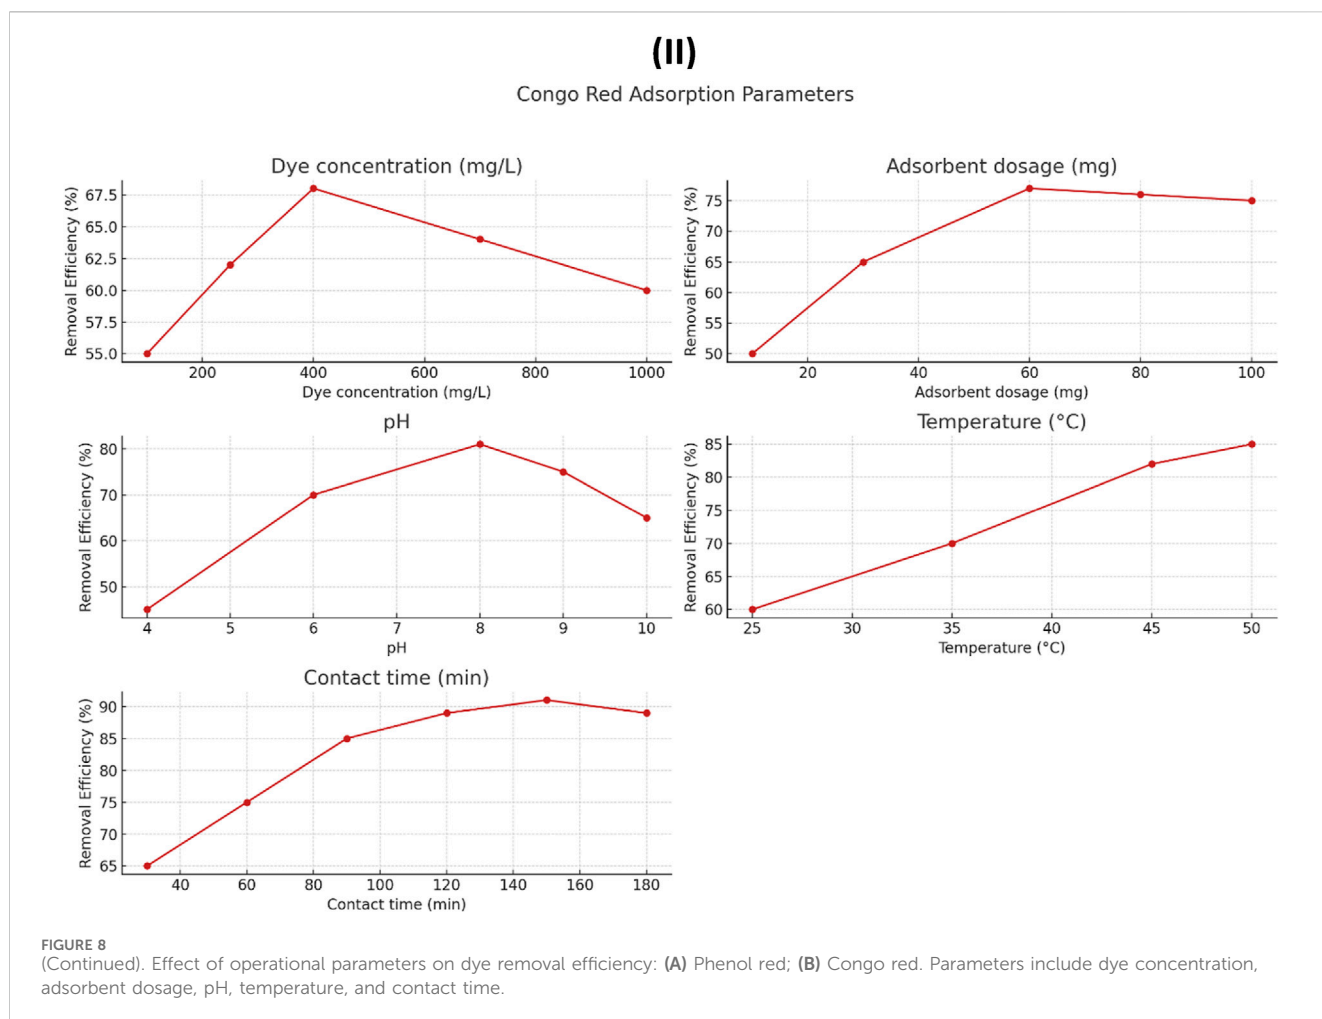 (II)
Congo Red Adsorption Parameters
Dye concentration (mg/L)
Removal Efficiency (%)
67.5
65.0
62.5
60.0
57.5
55.0
200 400 600 800 1000
Dye concentration (mg/L)
Adsorbent dosage (mg)
Removal Efficiency (%)
75
70
65
60
55
50
20 40 60 80 100
Adsorbent dosage (mg)
pH
Removal Efficiency (%)
80
70
60
50
4 5 6 7 8 9 10
pH
Temperature (°C)
Removal Efficiency (%)
85
80
75
70
65
60
25 30 35 40 45 50
Temperature (°C)
Contact time (min)
Removal Efficiency (%)
90
85
80
75
70
65
40 60 80 100 120 140 160 180
Contact time (min)
FIGURE 8
(Continued). Effect of operational parameters on dye removal efficiency: (A) Phenol red; (B) Congo red. Parameters include dye concentration,
adsorbent dosage, pH, temperature, and contact time.